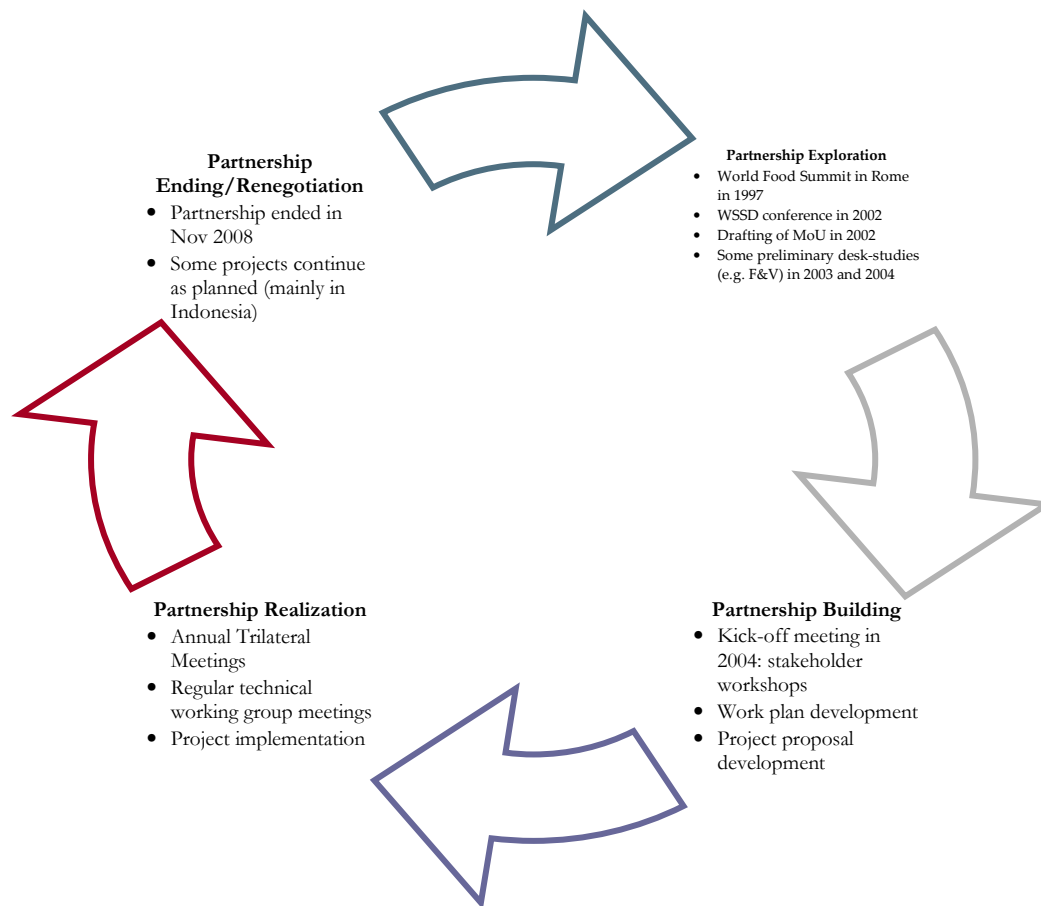 Partnership
Ending/Renegotiation
• Partnership ended in
Nov 2008
• Some projects continue
as planned (mainly in
Indonesia)
Partnership Exploration
• World Food Summit in Rome
in 1997
• WSSD conference in 2002
• Drafting of MoU in 2002
• Some preliminary desk-studies
(e.g. F&V) in 2003 and 2004
Partnership Realization
• Annual Trilateral
Meetings
• Regular technical
working group meetings
• Project implementation
Partnership Building
• Kick-off meeting in
2004: stakeholder
workshops
• Work plan development
• Project proposal
development